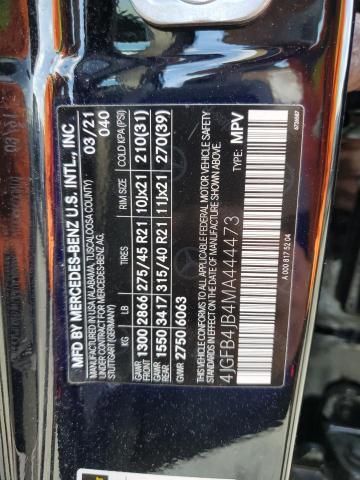 MFD BY MERCEDES-BENZ U.S. INTL., INC.
MANUFACTURED IN USA (ALABAMA, TUSCALOOSA COUNTY) 03/21
UNDER CONTRACT FOR MERCEDES-BENZ AG, 040
STUTTGART (GERMANY)
KG LB TIRES RIM SIZE COLD KPA (PSI)
GAWR FRONT 1300 2866 275/45 R21 10Jx21 210(31)
GAWR REAR 1550 3417 315/40 R21 11Jx21 270(39)
GVWR 2750 6063
THIS VEHICLE CONFORMS TO ALL APPLICABLE FEDERAL MOTOR VEHICLE SAFETY
STANDARDS IN EFFECT ON THE DATE OF MANUFACTURE SHOWN ABOVE.
4JGFB4JB4MA444473 TYPE: MPV
A 000 817 52 04